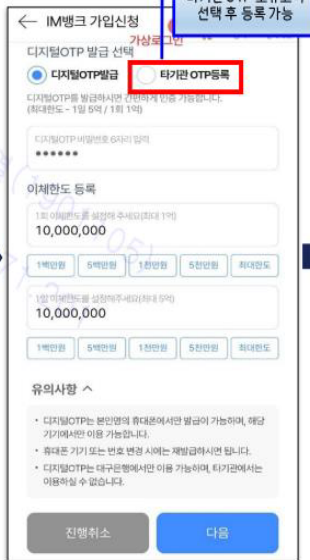 선택 후 등록 가능
← IM뱅크 가입신청
가상로그인
디지털OTP 발급 선택
디지털OTP발급
타기관 OTP등록
디지털OTP를 발급하시면 간편하게 인증 가능합니다.
(최대한도 - 1일 5억 / 1회 1억)
디지털OTP 비밀번호 6자리 입력
••••••
이체한도 등록
1회 이체한도를 설정해 주세요(최대 1억)
10,000,000
1백만원 5백만원 1천만원 5천만원 최대한도
1일 이체한도를 설정해주세요(최대 5억)
10,000,000
1백만원 5백만원 1천만원 5천만원 최대한도
유의사항 ^
• 디지털OTP는 본인명의 휴대폰에서만 발급이 가능하며, 해당
기기에서만 이용 가능합니다.
• 휴대폰 기기 또는 번호 변경 시에는 재발급하시면 됩니다.
• 디지털OTP는 대구은행에서만 이용 가능하며, 타기관에서는
이용하실 수 없습니다.
진행취소
다음